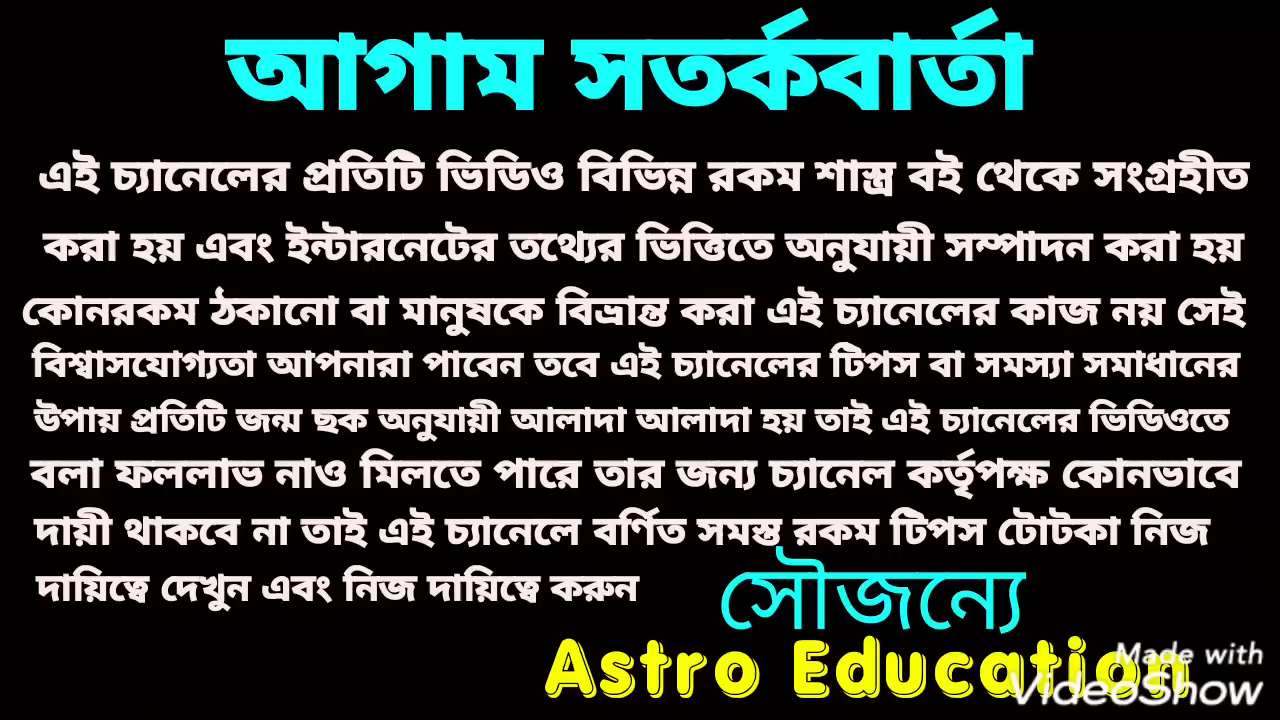 আগাম সতর্কবার্তা
এই চ্যানেলের প্রতিটি ভিডিও বিভিন্ন রকম শাস্ত্র বই থেকে সংগ্রহীত
করা হয় এবং ইন্টারনেটের তথ্যের ভিত্তিতে অনুযায়ী সম্পাদন করা হয়
কোনরকম ঠকানো বা মানুষকে বিভ্রান্ত করা এই চ্যানেলের কাজ নয় সেই
বিশ্বাসযোগ্যতা আপনারা পাবেন তবে এই চ্যানেলের টিপস বা সমস্যা সমাধানের
উপায় প্রতিটি জন্ম ছক অনুযায়ী আলাদা আলাদা হয় তাই এই চ্যানেলের ভিডিওতে
বলা ফললাভ নাও মিলতে পারে তার জন্য চ্যানেল কর্তৃপক্ষ কোনভাবে
দায়ী থাকবে না তাই এই চ্যানেলে বর্ণিত সমস্ত রকম টিপস টোটকা নিজ
দায়িত্বে দেখুন এবং নিজ দায়িত্বে করুন
সৌজন্যে
Astro Education
Made with
VideoShow